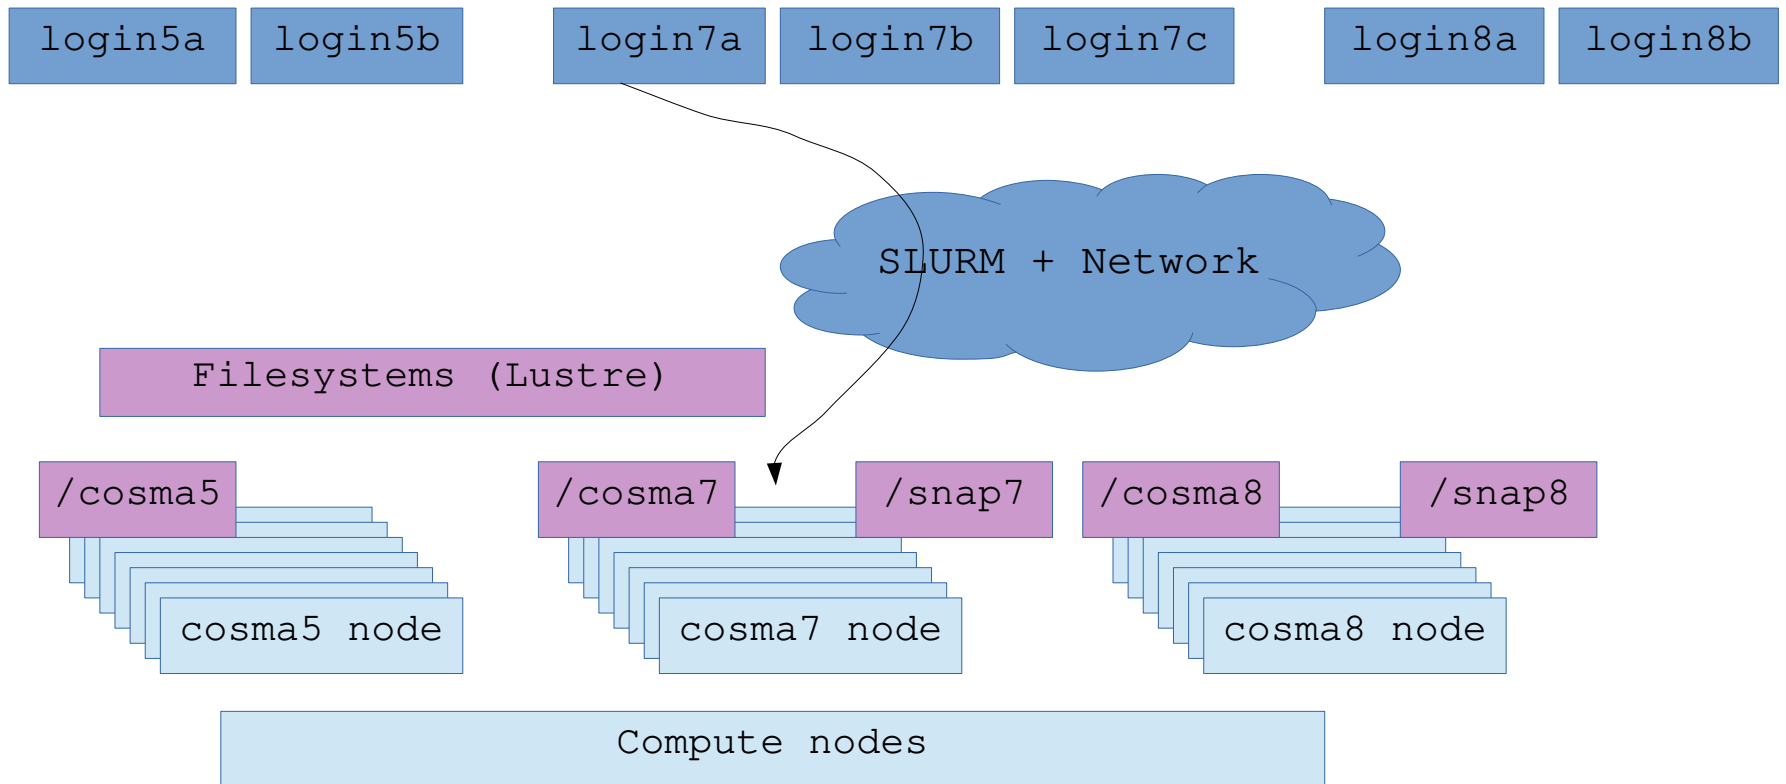 login5a login5b login7a login7b login7c login8a login8b
SLURM + Network
Filesystems (Lustre)
/cosma5 /cosma7 /snap7 /cosma8 /snap8
cosma5 node cosma7 node cosma8 node
Compute nodes